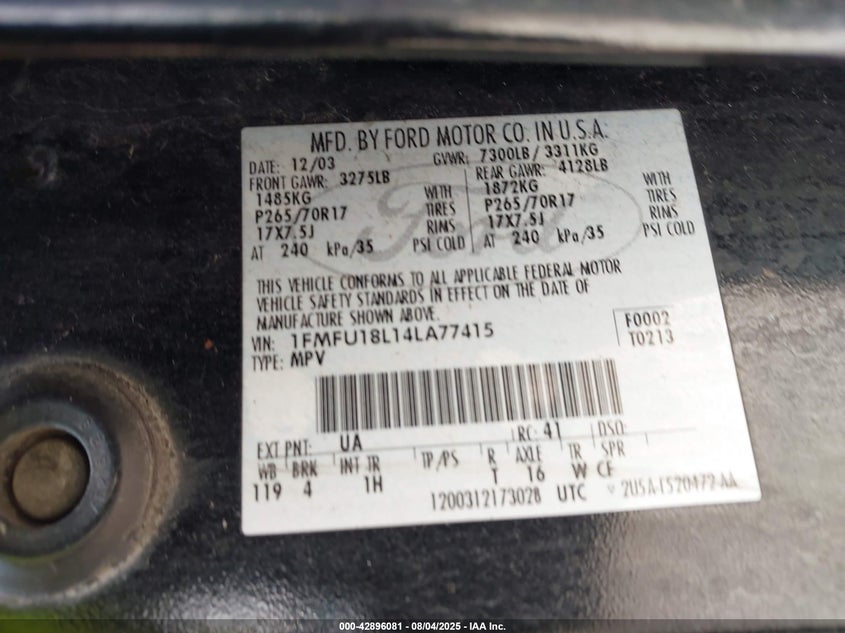 MFD. BY FORD MOTOR CO. IN U.S.A.
DATE: 12/03 GVWR: 7300LB / 3311KG
FRONT GAWR: 3275LB REAR GAWR: 4128LB
1485KG WITH 1872KG WITH
P265/70R17 TIRES P265/70R17 TIRES
17X7.5J RIMS 17X7.5J RIMS
AT 240 kPa/35 PSI COLD AT 240 kPa/35 PSI COLD
Ford
THIS VEHICLE CONFORMS TO ALL APPLICABLE FEDERAL MOTOR
VEHICLE SAFETY STANDARDS IN EFFECT ON THE DATE OF
MANUFACTURE SHOWN ABOVE.
VIN: 1FMFU18L14LA77415 F0002
TYPE: MPV T0213
EXT PNT: UA RC: 41 DSO:
WB BRK INT TR TP/PS R AXLE TR SPR
119 4 1H T 16 W CF
1200312173028 UTC
000-42896081 - 08/04/2025 - IAA Inc.